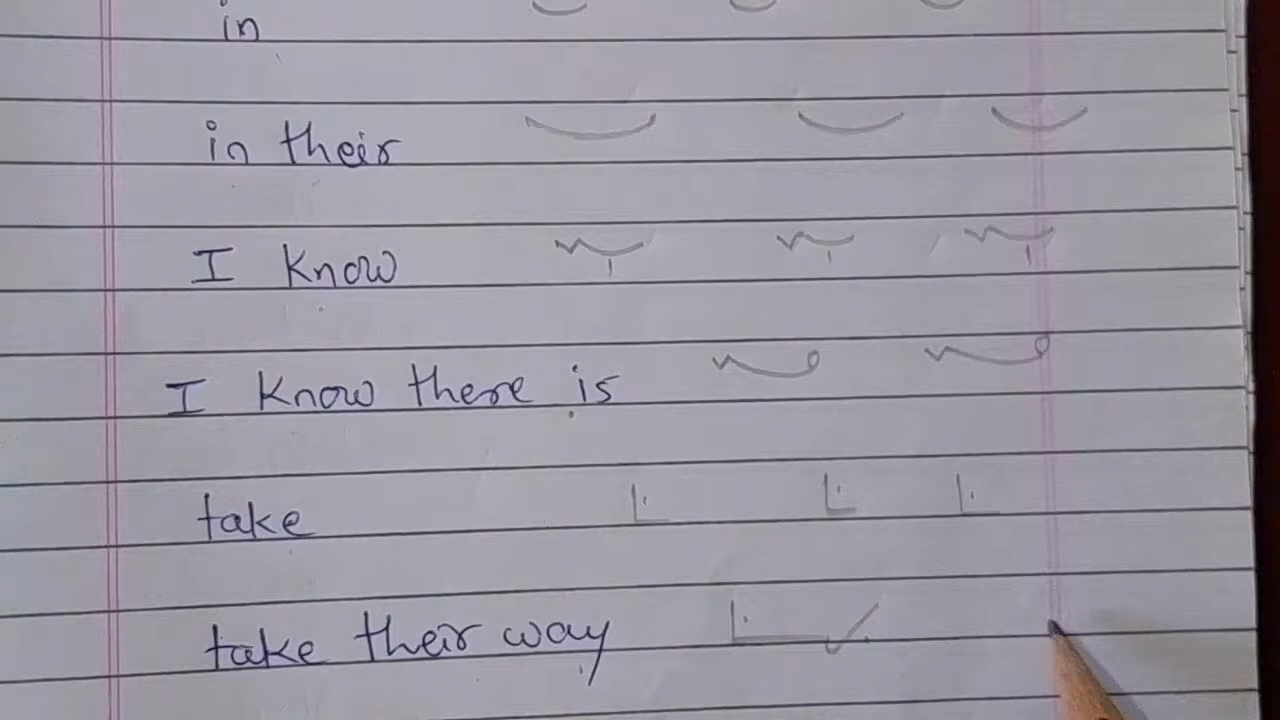 in
in their
I know
I know there is
take
take their way